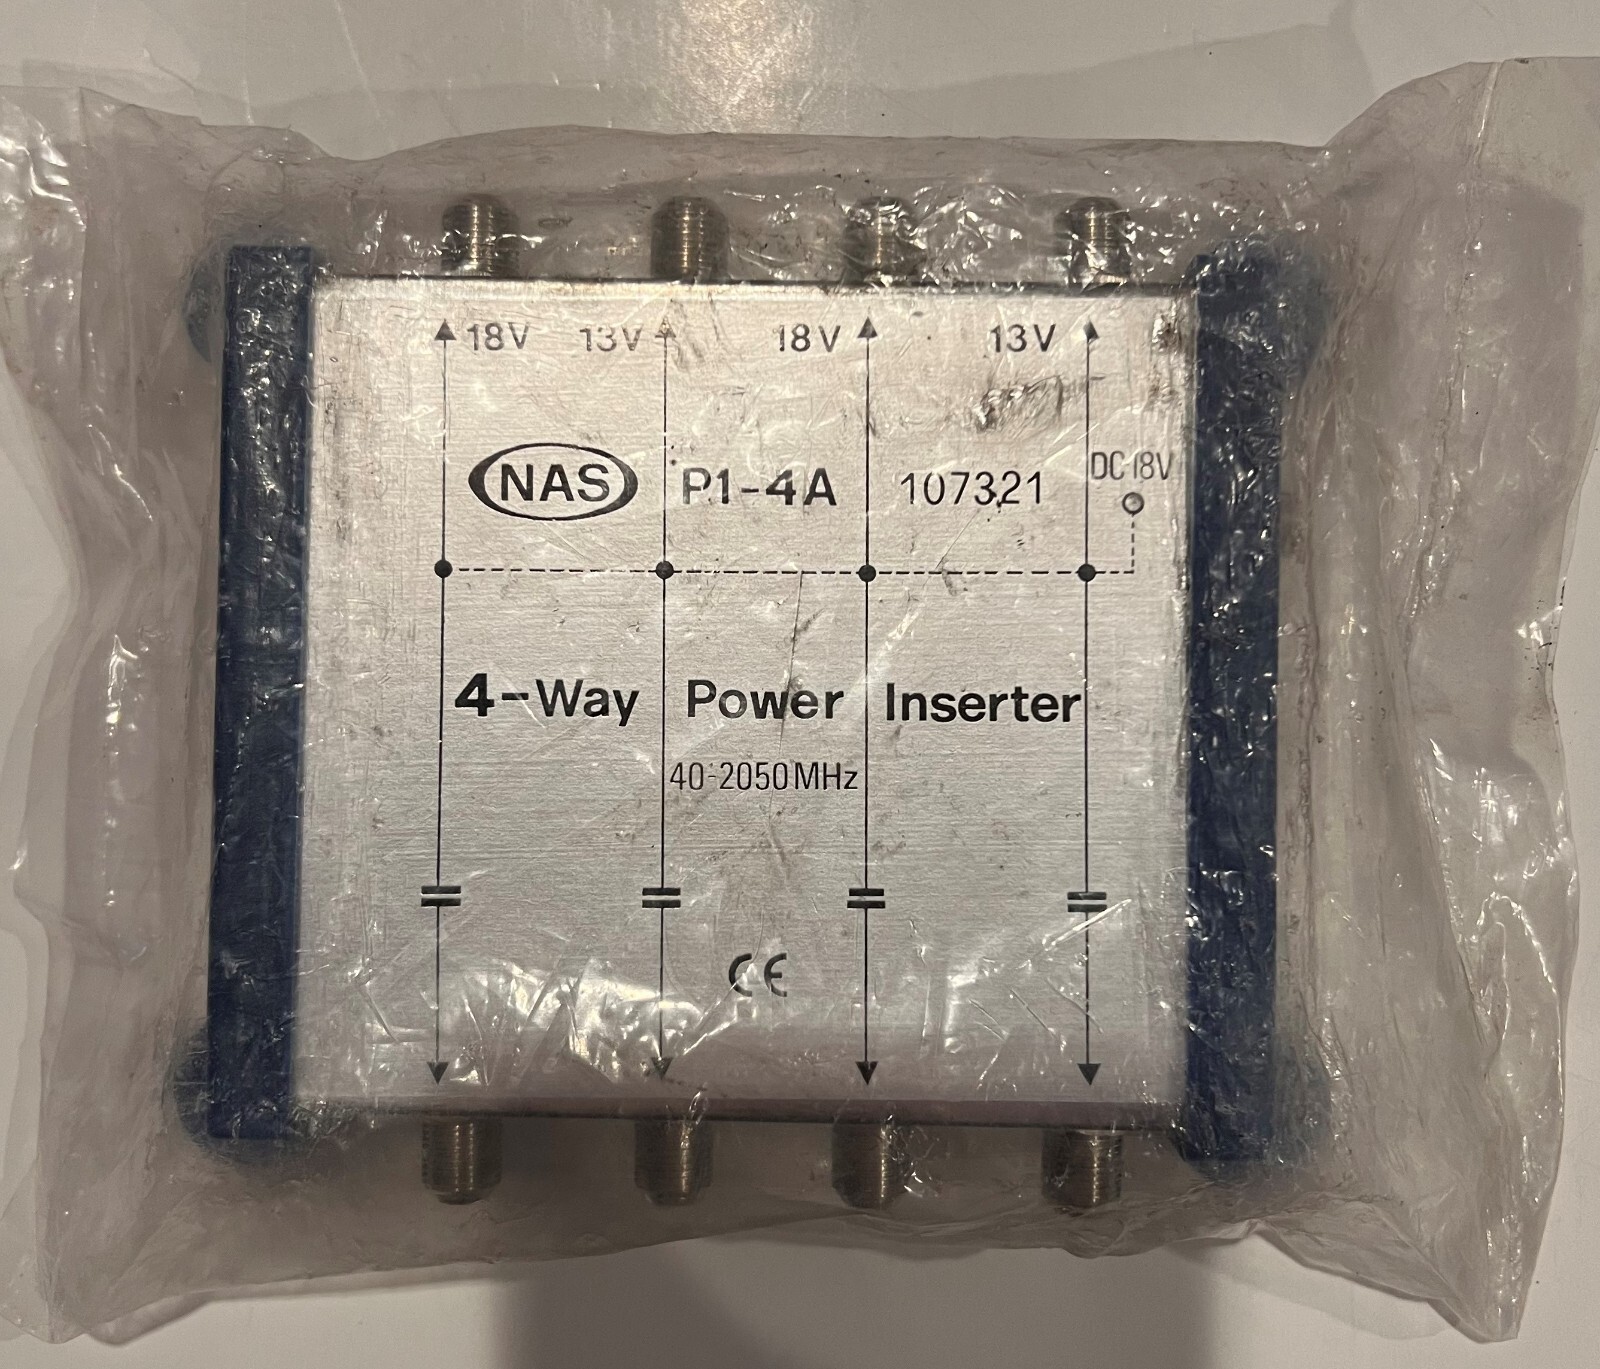 18V 13V 18V 13V
NAS P1-4A 107321 DC 18V
4-Way Power Inserter
40-2050MHz
CE